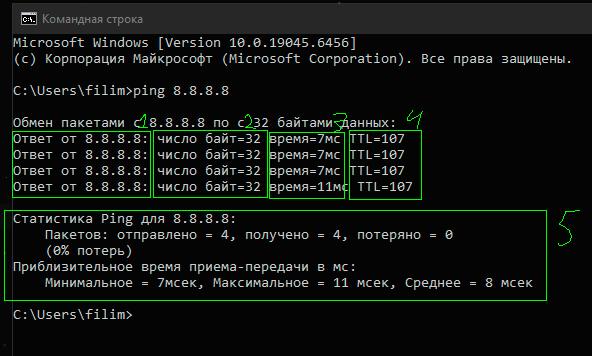 Командная строка
Microsoft Windows [Version 10.0.19045.6456]
(c) Корпорация Майкрософт (Microsoft Corporation). Все права защищены.
C:\Users\filim>ping 8.8.8.8
Обмен пакетами с 8.8.8.8 по с 32 байтами данных:
1 2 3 4
Ответ от 8.8.8.8: число байт=32 время=7мс TTL=107
Ответ от 8.8.8.8: число байт=32 время=7мс TTL=107
Ответ от 8.8.8.8: число байт=32 время=7мс TTL=107
Ответ от 8.8.8.8: число байт=32 время=11мс TTL=107
5
Статистика Ping для 8.8.8.8:
Пакетов: отправлено = 4, получено = 4, потеряно = 0
(0% потерь)
Приблизительное время приема-передачи в мс:
Минимальное = 7мсек, Максимальное = 11 мсек, Среднее = 8 мсек
C:\Users\filim>